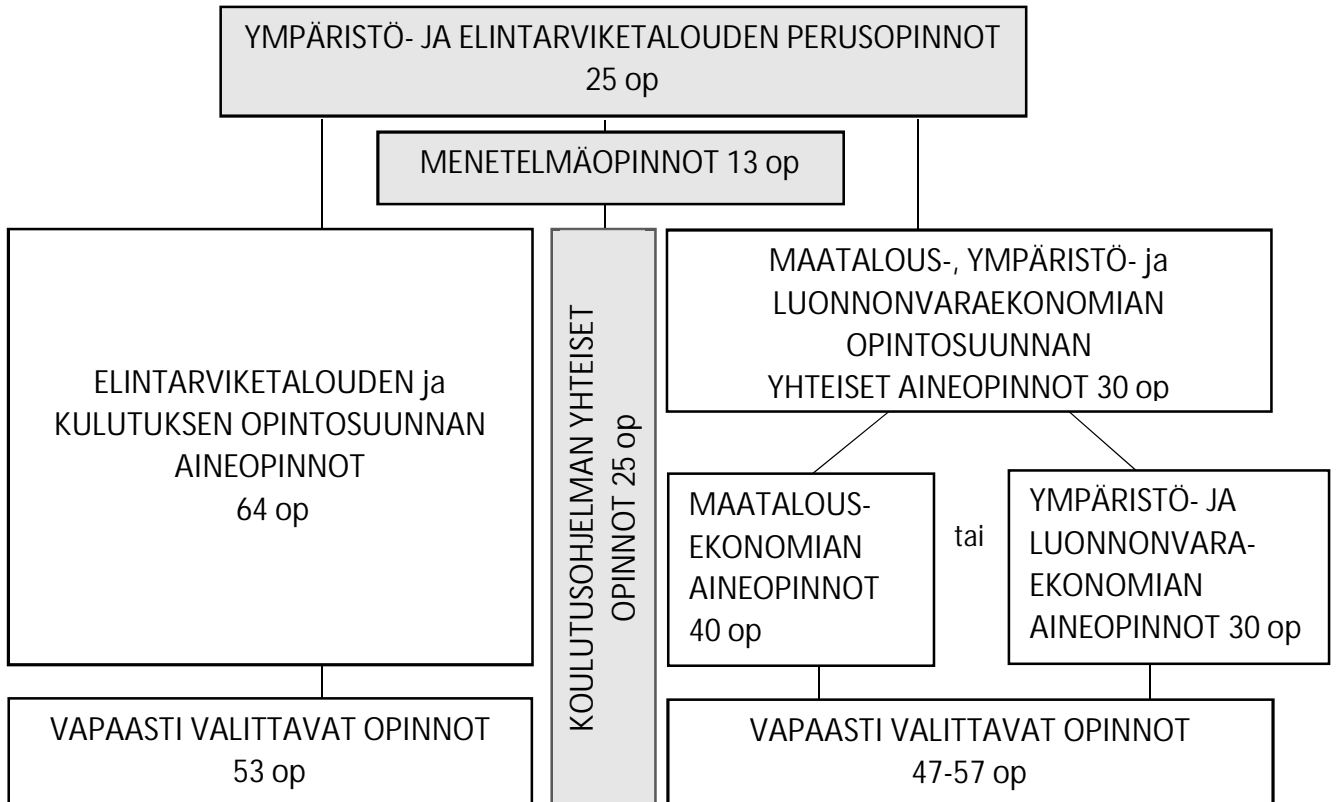 YMPÄRISTÖ- JA ELINTARVIKETALOUDEN PERUSOPINNOT
25 op
MENETELMÄOPINNOT 13 op
ELINTARVIKETALOUDEN ja
KULUTUKSEN OPINTOSUUNNAN
AINEOPINNOT
64 op
KOULUTUSOHJELMAN YHTEISET
OPINNOT 25 op
MAATALOUS-, YMPÄRISTÖ- ja
LUONNONVARAEKONOMIAN
OPINTOSUUNNAN
YHTEISET AINEOPINNOT 30 op
MAATALOUS-
EKONOMIAN
AINEOPINNOT
40 op
tai
YMPÄRISTÖ- JA
LUONNONVARA-
EKONOMIAN
AINEOPINNOT 30 op
VAPAASTI VALITTAVAT OPINNOT
53 op
VAPAASTI VALITTAVAT OPINNOT
47-57 op